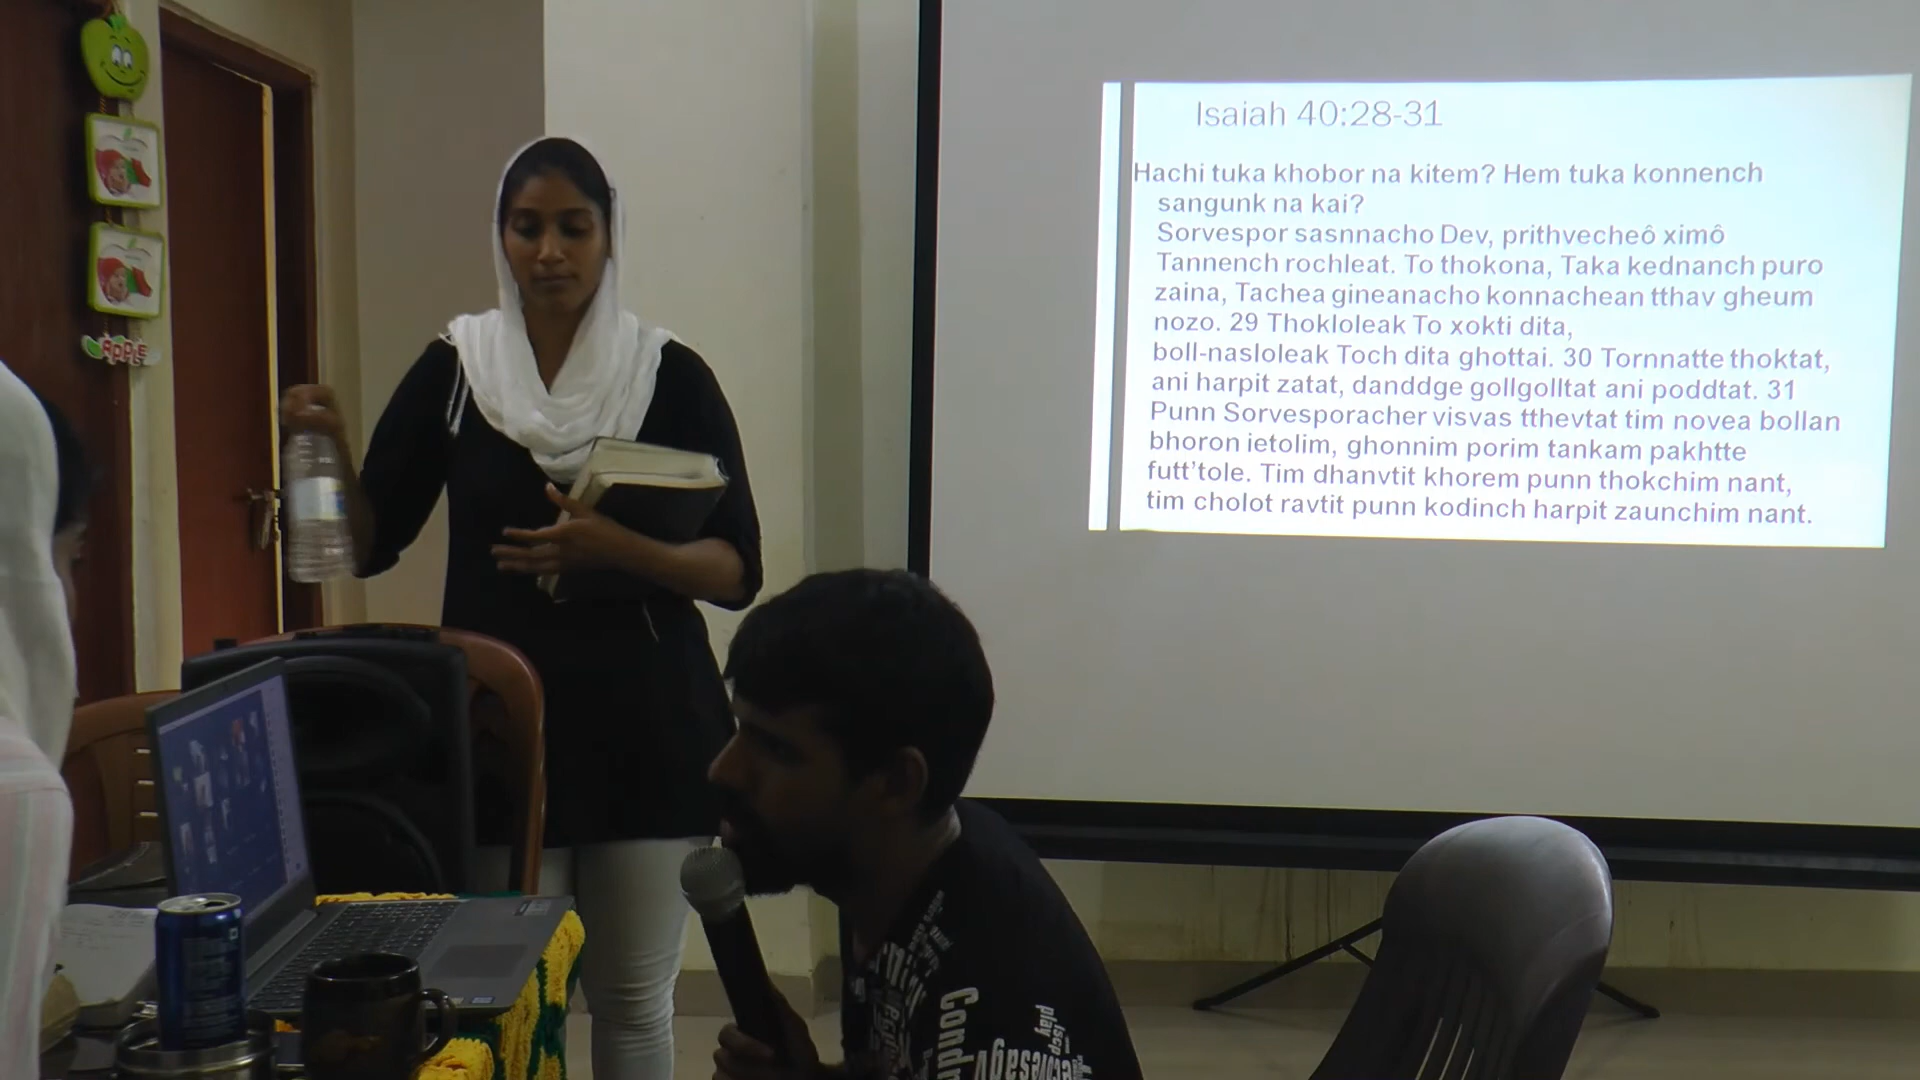 Isaiah 40:28-31
Hachi tuka khobor na kitem? Hem tuka konnench
sangunk na kai?
Sorvespor sasnnacho Dev, prithvecheô ximô
Tannench rochleat. To thokona, Taka kednanch puro
zaina, Tachea gineanacho konnachean tthav gheum
nozo. 29 Thokloleak To xokti dita,
boll-nasloleak Toch dita ghottai. 30 Tornnatte thoktat,
ani harpit zatat, danddge gollgolltat ani poddtat. 31
Punn Sorvesporacher visvas tthevtat tim novea bollan
bhoron ietolim, ghonnim porim tankam pakhtte
futt'tole. Tim dhanvtit khorem punn thokchim nant,
tim cholot ravtit punn kodinch harpit zaunchim nant.
APPLE